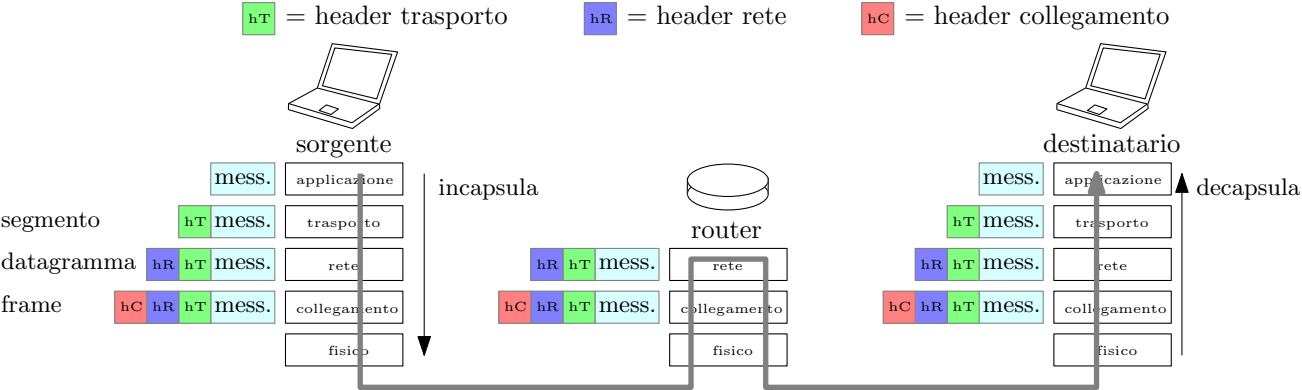 hT = header trasporto hR = header rete hC = header collegamento
sorgente destinatario
mess. applicazione incapsula mess. applicazione decapsula
segmento hT mess. trasporto router hT mess. trasporto
datagramma hR hT mess. rete hR hT mess. rete hR hT mess. rete
frame hC hR hT mess. collegamento hC hR hT mess. collegamento hC hR hT mess. collegamento
fisico fisico fisico